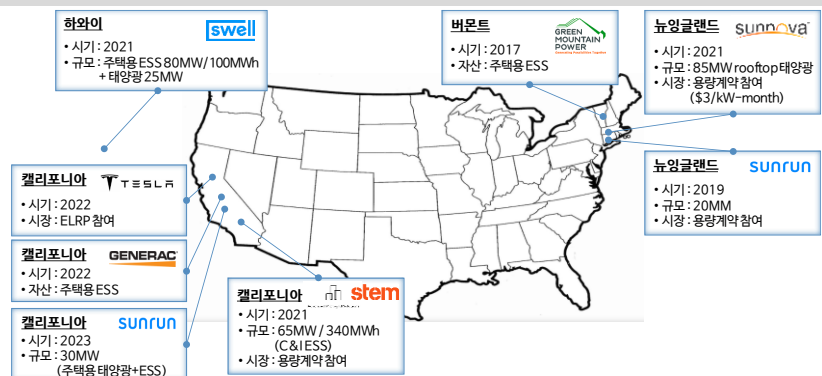 하와이
swell
• 시기 : 2021
• 규모 : 주택용 ESS 80MW/100MWh
+ 태양광 25MW
버몬트
GREEN
MOUNTAIN
POWER
• 시기 : 2017
• 자산 : 주택용 ESS
뉴잉글랜드
sunnova
• 시기 : 2021
• 규모 : 85MW rooftop 태양광
• 시장 : 용량계약 참여
($3/kW-month)
캘리포니아
TESLA
• 시기 : 2022
• 시장 : ELRP 참여
뉴잉글랜드
sunrun
• 시기 : 2019
• 규모 : 20MM
• 시장 : 용량계약 참여
캘리포니아
GENERAC
• 시기 : 2022
• 자산 : 주택용 ESS
캘리포니아
stem
• 시기 : 2021
• 규모 : 65MW / 340MWh
(C&I ESS)
• 시장 : 용량계약 참여
캘리포니아
sunrun
• 시기 : 2023
• 규모 : 30MW
(주택용 태양광+ESS)